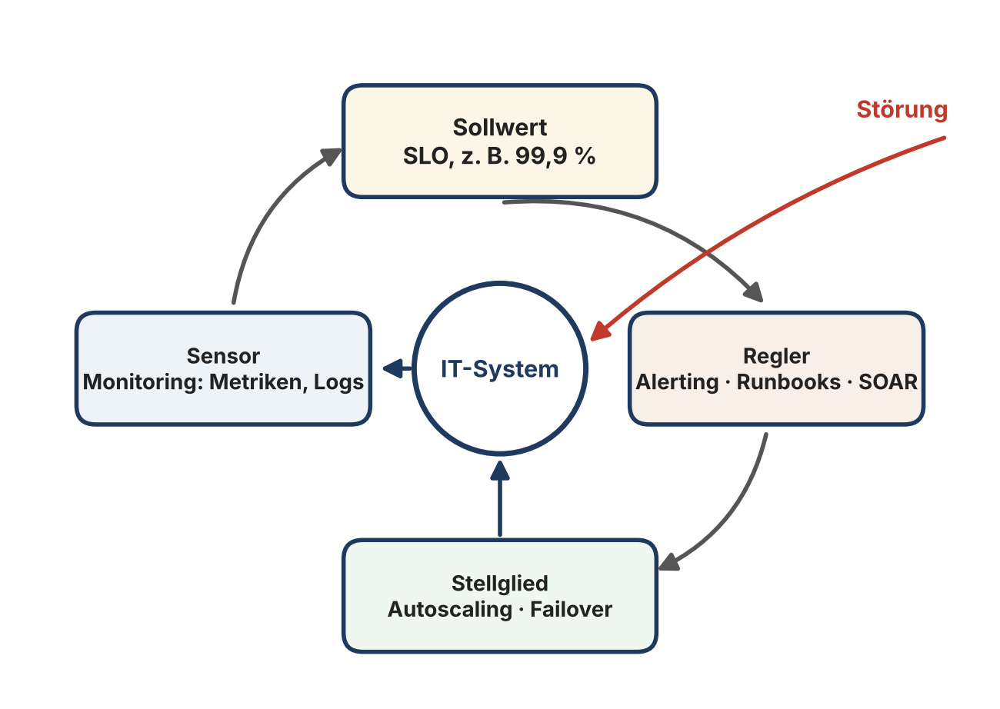 Sollwert
SLO, z. B. 99,9 %
Störung
Sensor
Monitoring: Metriken, Logs
IT-System
Regler
Alerting · Runbooks · SOAR
Stellglied
Autoscaling · Failover